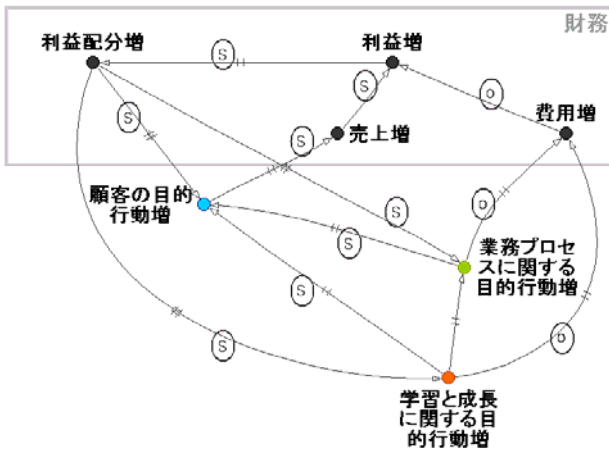 財務
利益配分増
利益増
S
S
O
S
費用増
S
売上増
顧客の目的
行動増
S
O
S
業務プロセ
スに関する
目的行動増
S
O
S
学習と成長
に関する目
的行動増